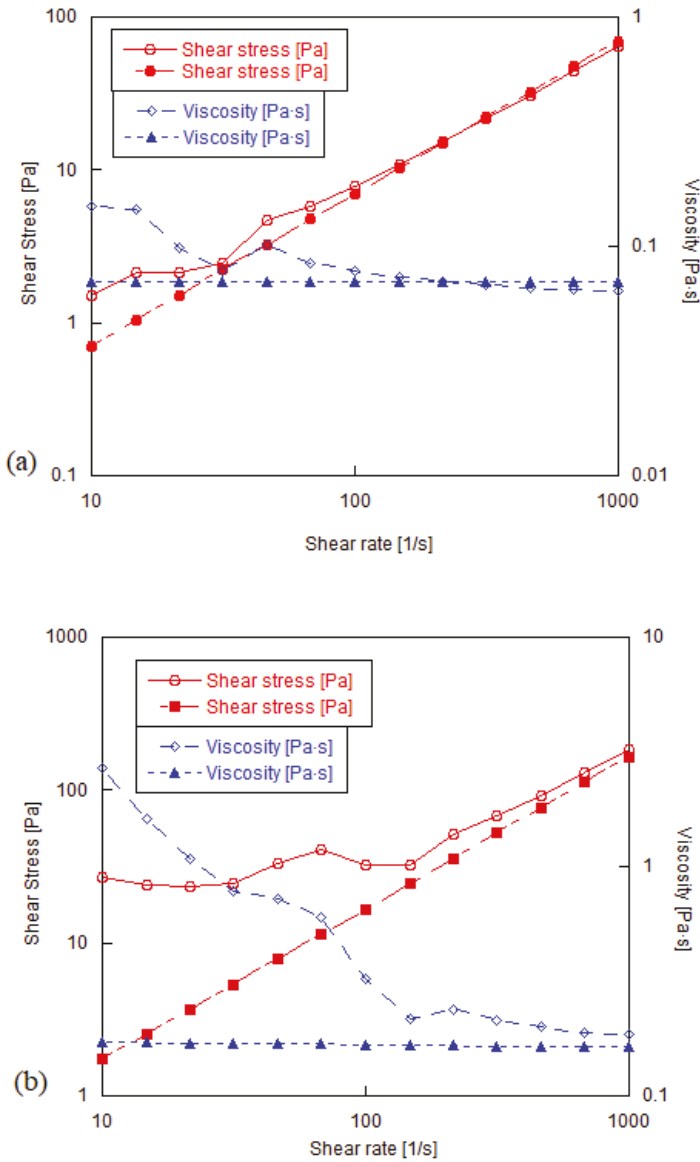 100
1
Shear stress [Pa]
Shear stress [Pa]
Viscosity [Pa·s]
Viscosity [Pa·s]
10
Shear Stress [Pa]
Viscosity [Pa·s]
0.1
1
(a)
0.1
0.01
10
100
1000
Shear rate [1/s]
1000
10
Shear stress [Pa]
Shear stress [Pa]
Viscosity [Pa·s]
Viscosity [Pa·s]
100
Shear Stress [Pa]
Viscosity [Pa·s]
1
10
(b)
1
0.1
10
100
1000
Shear rate [1/s]